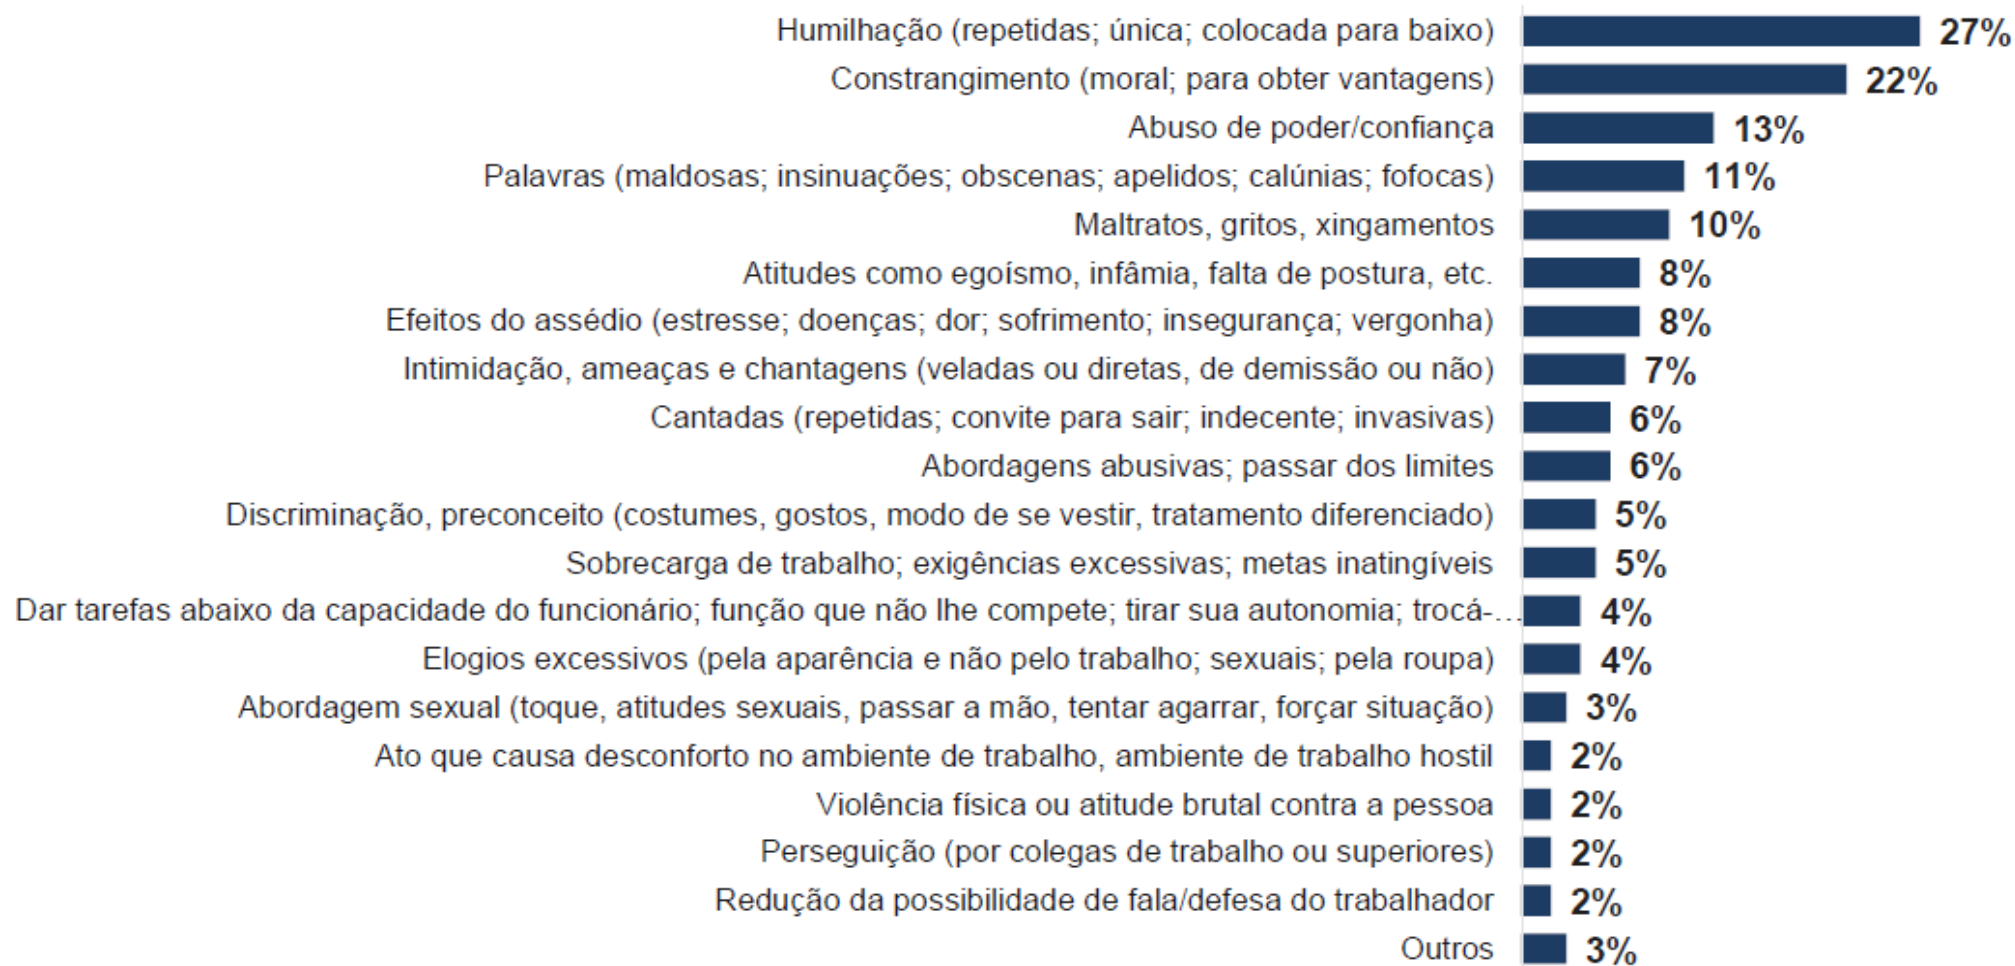 Humilhação (repetidas; única; colocada para baixo) 27%
Constrangimento (moral; para obter vantagens) 22%
Abuso de poder/confiança 13%
Palavras (maldosas; insinuações; obscenas; apelidos; calúnias; fofocas) 11%
Maltratos, gritos, xingamentos 10%
Atitudes como egoísmo, infâmia, falta de postura, etc. 8%
Efeitos do assédio (estresse; doenças; dor; sofrimento; insegurança; vergonha) 8%
Intimidação, ameaças e chantagens (veladas ou diretas, de demissão ou não) 7%
Cantadas (repetidas; convite para sair; indecente; invasivas) 6%
Abordagens abusivas; passar dos limites 6%
Discriminação, preconceito (costumes, gostos, modo de se vestir, tratamento diferenciado) 5%
Sobrecarga de trabalho; exigências excessivas; metas inatingíveis 5%
Dar tarefas abaixo da capacidade do funcionário; função que não lhe compete; tirar sua autonomia; trocá-... 4%
Elogios excessivos (pela aparência e não pelo trabalho; sexuais; pela roupa) 4%
Abordagem sexual (toque, atitudes sexuais, passar a mão, tentar agarrar, forçar situação) 3%
Ato que causa desconforto no ambiente de trabalho, ambiente de trabalho hostil 2%
Violência física ou atitude brutal contra a pessoa 2%
Perseguição (por colegas de trabalho ou superiores) 2%
Redução da possibilidade de fala/defesa do trabalhador 2%
Outros 3%